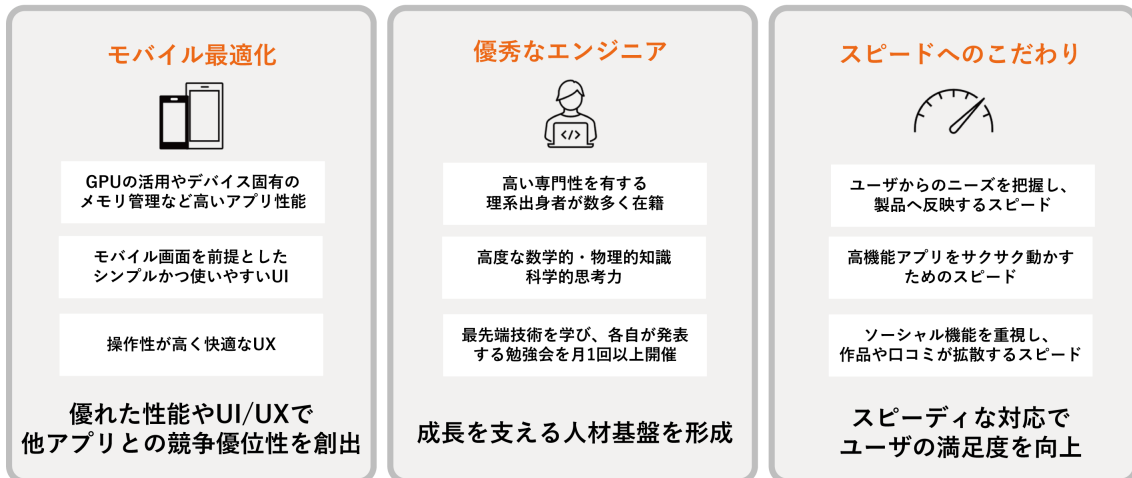 モバイル最適化
GPUの活用やデバイス固有の
メモリ管理など高いアプリ性能
モバイル画面を前提とした
シンプルかつ使いやすいUI
操作性が高く快適なUX
優れた性能やUI/UXで
他アプリとの競争優位性を創出
優秀なエンジニア
</>
高い専門性を有する
理系出身者が数多く在籍
高度な数学的・物理的知識
科学的思考力
最先端技術を学び、各自が発表
する勉強会を月1回以上開催
成長を支える人材基盤を形成
スピードへのこだわり
ユーザからのニーズを把握し、
製品へ反映するスピード
高機能アプリをサクサク動かす
ためのスピード
ソーシャル機能を重視し、
作品や口コミが拡散するスピード
スピーディな対応で
ユーザの満足度を向上